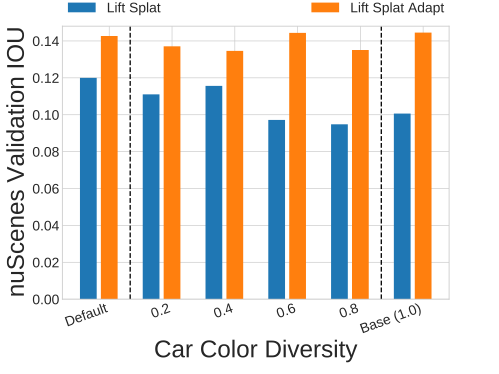 Lift Splat Lift Splat Adapt
nuScenes Validation IOU
0.14
0.12
0.10
0.08
0.06
0.04
0.02
0.00
Default 0.2 0.4 0.6 0.8 Base (1.0)
Car Color Diversity